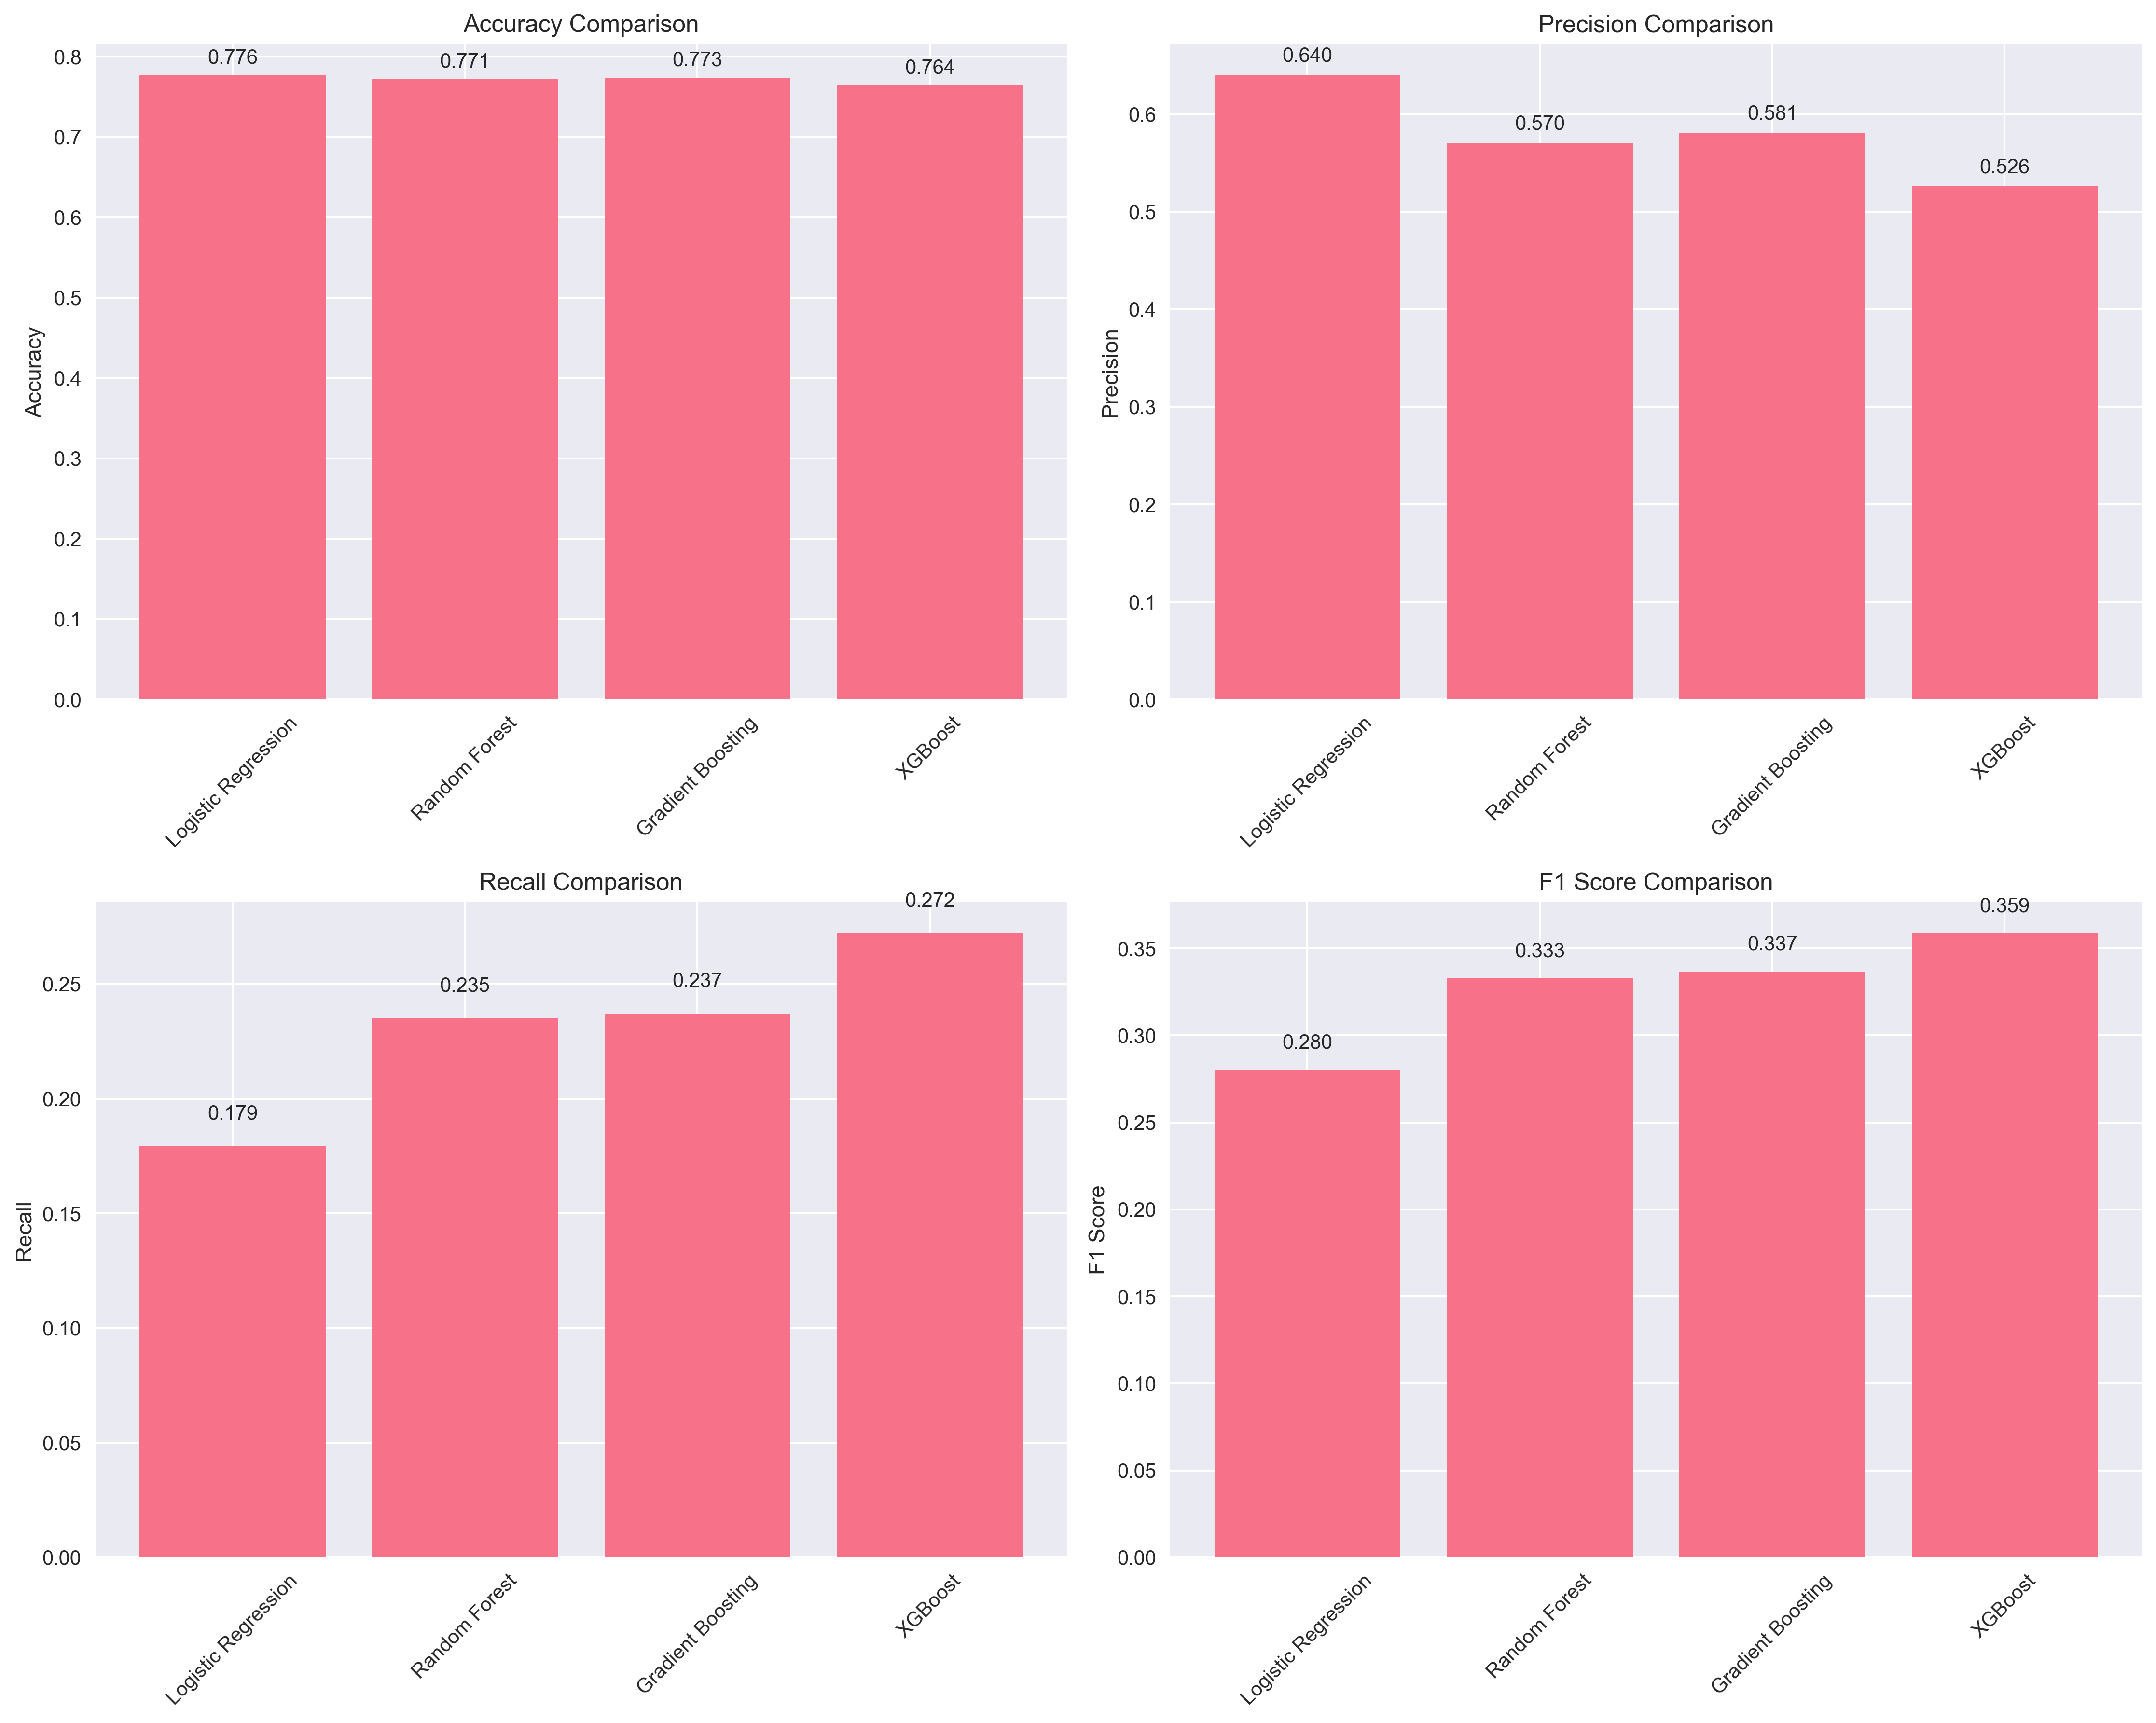 Accuracy Comparison
0.776
0.771
0.773
0.764
0.8
0.7
0.6
0.5
0.4
0.3
0.2
0.1
0.0
Accuracy
Logistic Regression
Random Forest
Gradient Boosting
XGBoost
Precision Comparison
0.640
0.570
0.581
0.526
0.6
0.5
0.4
0.3
0.2
0.1
0.0
Precision
Logistic Regression
Random Forest
Gradient Boosting
XGBoost
Recall Comparison
0.179
0.235
0.237
0.272
0.25
0.20
0.15
0.10
0.05
0.00
Recall
Logistic Regression
Random Forest
Gradient Boosting
XGBoost
F1 Score Comparison
0.280
0.333
0.337
0.359
0.35
0.30
0.25
0.20
0.15
0.10
0.05
0.00
F1 Score
Logistic Regression
Random Forest
Gradient Boosting
XGBoost